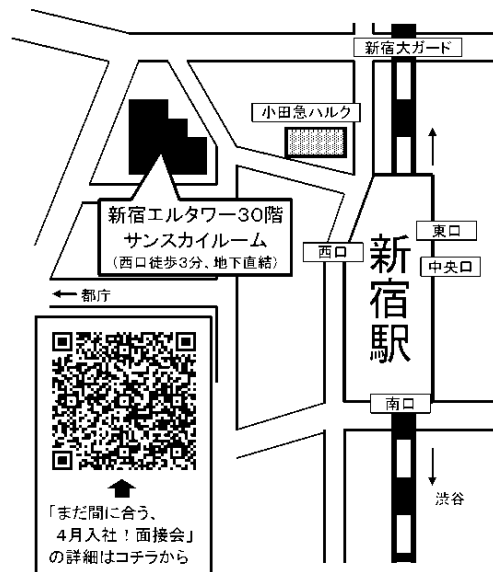 新宿大ガード
小田急ハルク
新宿エルタワー30階
サンスカイルーム
(西口徒歩3分、地下直結)
西口
東口
中央口
新宿駅
←都庁
南口
渋谷
「まだ間に合う、
4月入社！面接会」
の詳細はコチラから